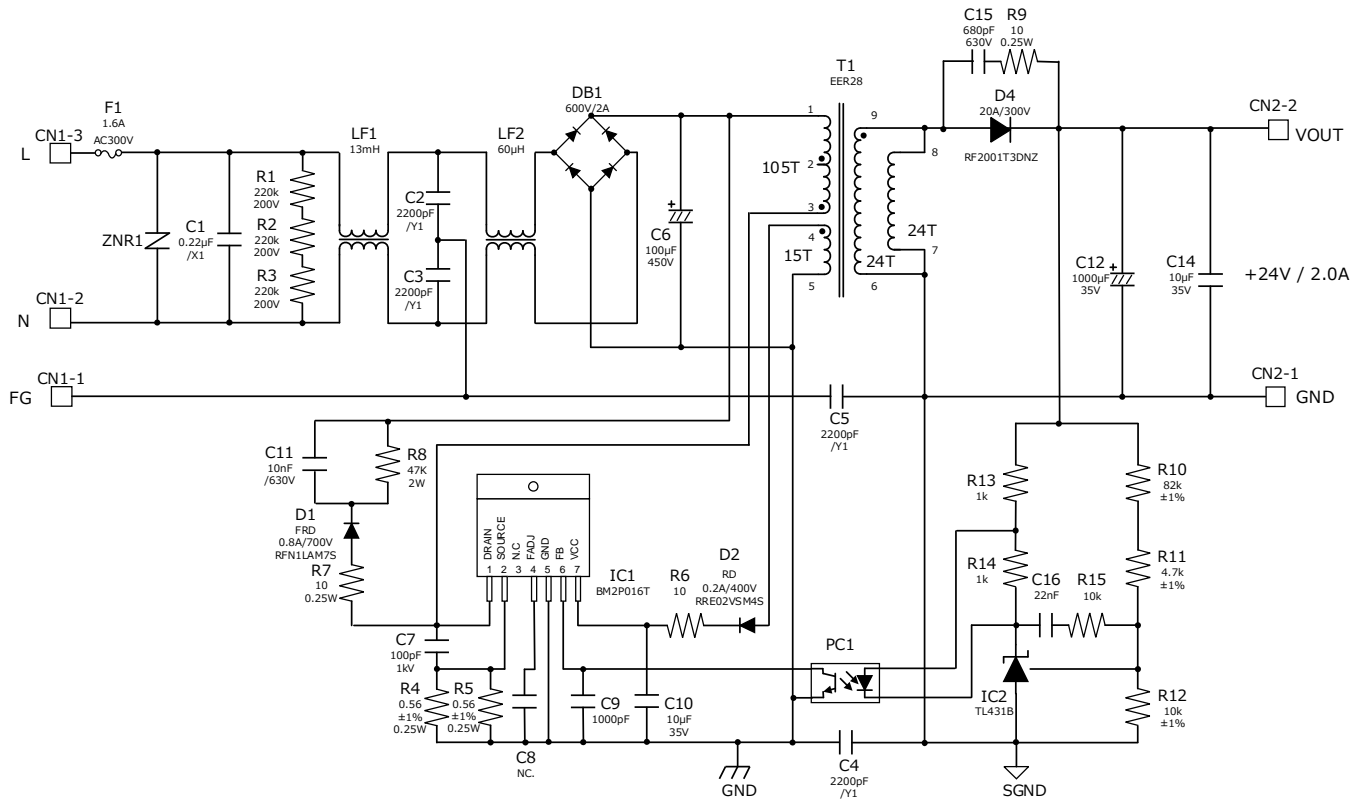 C15
680pF
630V
R9
10
0.25W
T1
EER28
F1
1.6A
AC300V
CN1-3
L
LF1
13mH
LF2
60µH
DB1
600V/2A
D4
20A/300V
RF2001T3DNZ
CN2-2
VOUT
1
2
3
4
5
9
8
7
6
105T
15T
24T
24T
R1
220k
200V
R2
220k
200V
R3
220k
200V
ZNR1
C1
0.22µF
/X1
C2
2200pF
/Y1
C3
2200pF
/Y1
C6
100µF
450V
C12
1000µF
35V
C14
10µF
35V
+24V / 2.0A
CN1-2
N
CN1-1
FG
CN2-1
GND
C5
2200pF
/Y1
C11
10nF
/630V
R8
47K
2W
D1
FRD
0.8A/700V
RFN1LAM7S
R7
10
0.25W
DRAIN
SOURCE
N.C
FADJ
GND
FB
VCC
1
2
3
4
5
6
7
IC1
BM2P016T
R6
10
D2
RD
0.2A/400V
RRE02VSM4S
R13
1k
R10
82k
±1%
R14
1k
R11
4.7k
±1%
C16
22nF
R15
10k
C7
100pF
1kV
R4
0.56
±1%
0.25W
R5
0.56
±1%
0.25W
C8
NC.
C9
1000pF
C10
10µF
35V
PC1
IC2
TL431B
R12
10k
±1%
GND
C4
2200pF
/Y1
SGND